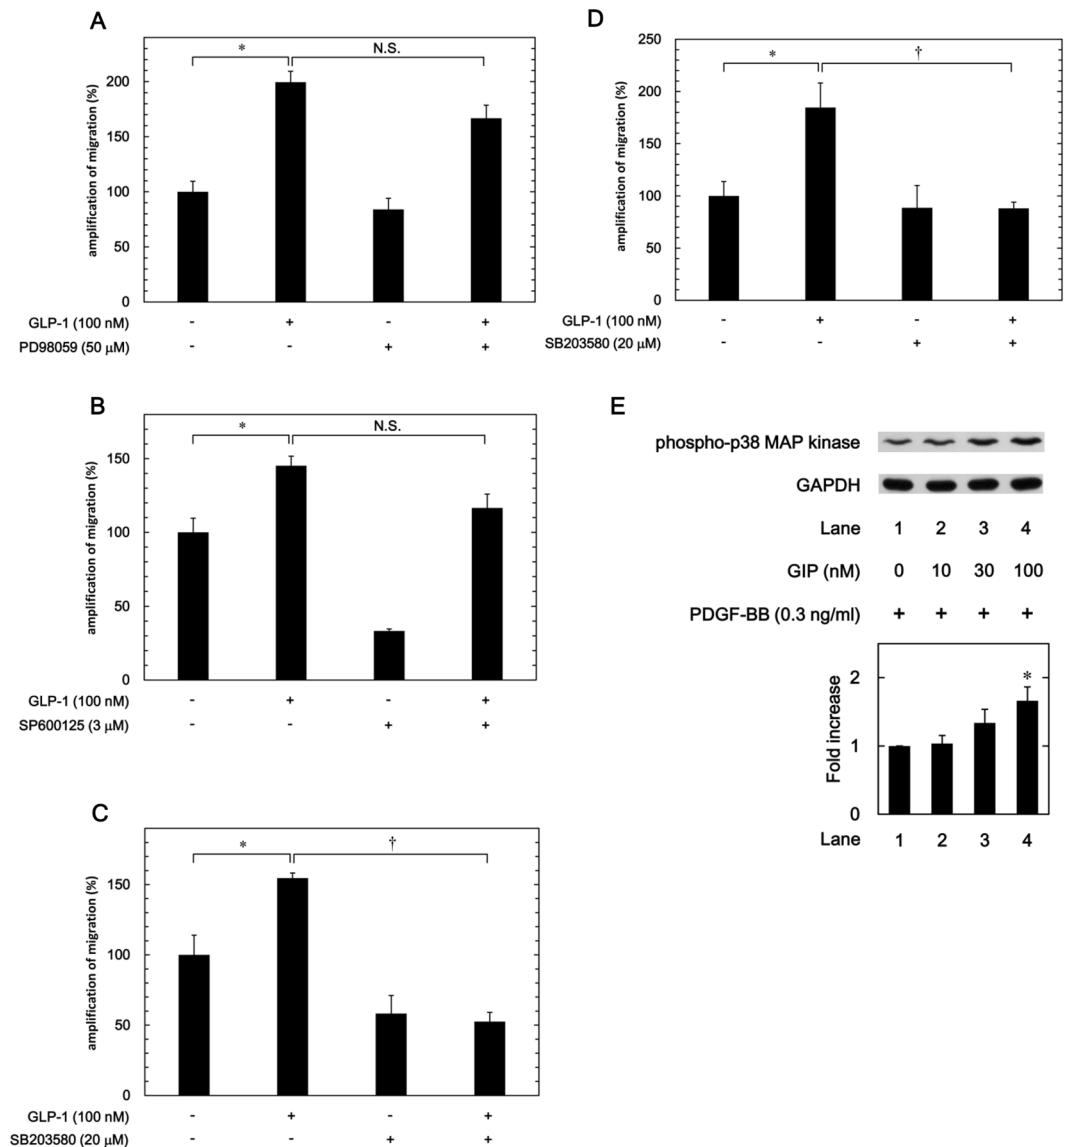 A
* N.S.
200
150
100
50
0
amplification of migration (%)
GLP-1 (100 nM) - + - +
PD98059 (50 μM) - - + +
B
* N.S.
150
100
50
0
amplification of migration (%)
GLP-1 (100 nM) - + - +
SP600125 (3 μM) - - + +
C
* †
150
100
50
0
amplification of migration (%)
GLP-1 (100 nM) - + - +
SB203580 (20 μM) - - + +
D
250
* †
200
150
100
50
0
amplification of migration (%)
GLP-1 (100 nM) - + - +
SB203580 (20 μM) - - + +
E
phospho-p38 MAP kinase
GAPDH
Lane 1 2 3 4
GIP (nM) 0 10 30 100
PDGF-BB (0.3 ng/ml) + + + +
*
2
1
0
Fold increase
Lane 1 2 3 4